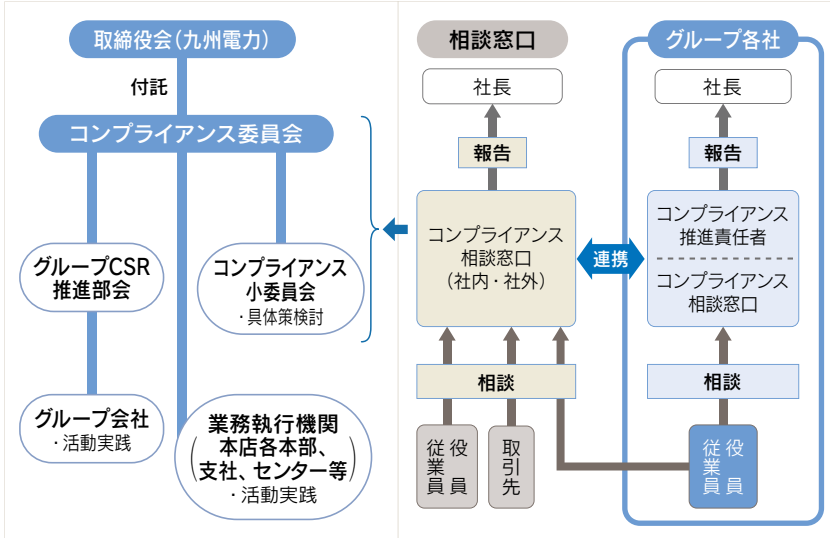 取締役会(九州電力)
付託
コンプライアンス委員会
グループCSR
推進部会
コンプライアンス
小委員会
・具体策検討
グループ会社
・活動実践
業務執行機関
(本店各本部、
支社、センター等)
・活動実践
相談窓口
社長
報告
コンプライアンス
相談窓口
(社内・社外)
相談
役員
従業員
取引先
連携
グループ各社
社長
報告
コンプライアンス
推進責任者
コンプライアンス
相談窓口
相談
役員
従業員